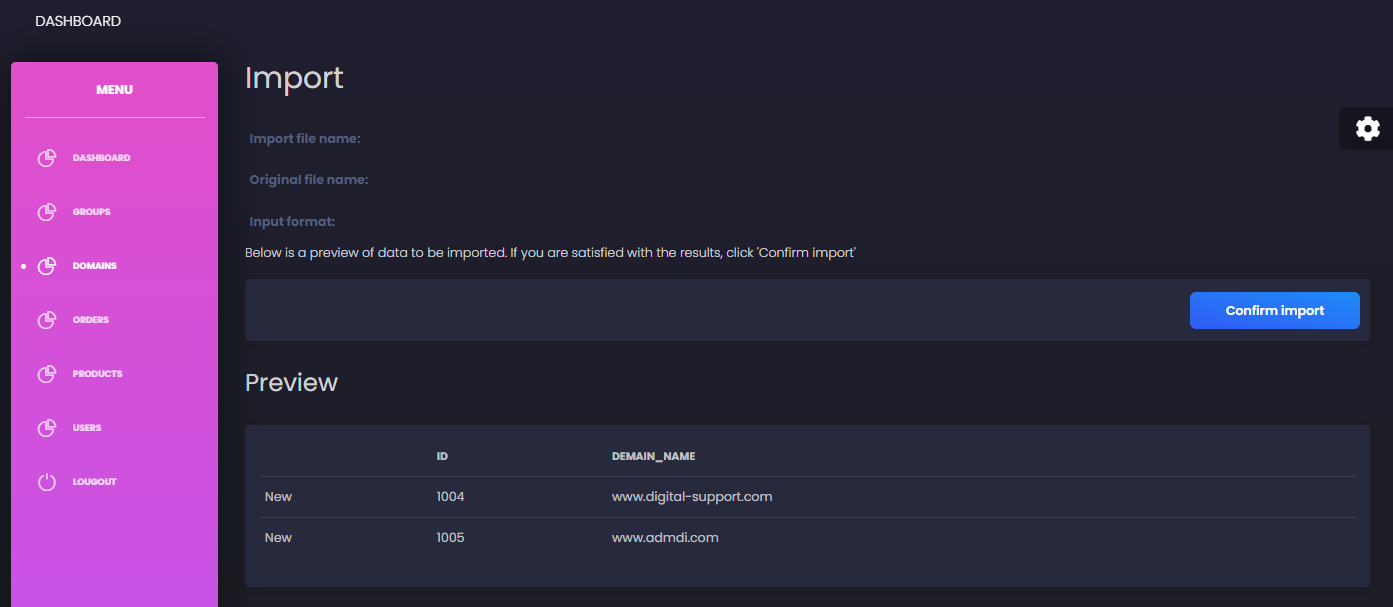 DASHBOARD
MENU
DASHBOARD
GROUPS
DOMAINS
ORDERS
PRODUCTS
USERS
LOUGOUT
Import
Import file name:
Original file name:
Input format:
Below is a preview of data to be imported. If you are satisfied with the results, click 'Confirm import'
Confirm import
Preview
ID DEMAIN_NAME
New 1004 www.digital-support.com
New 1005 www.admdi.com